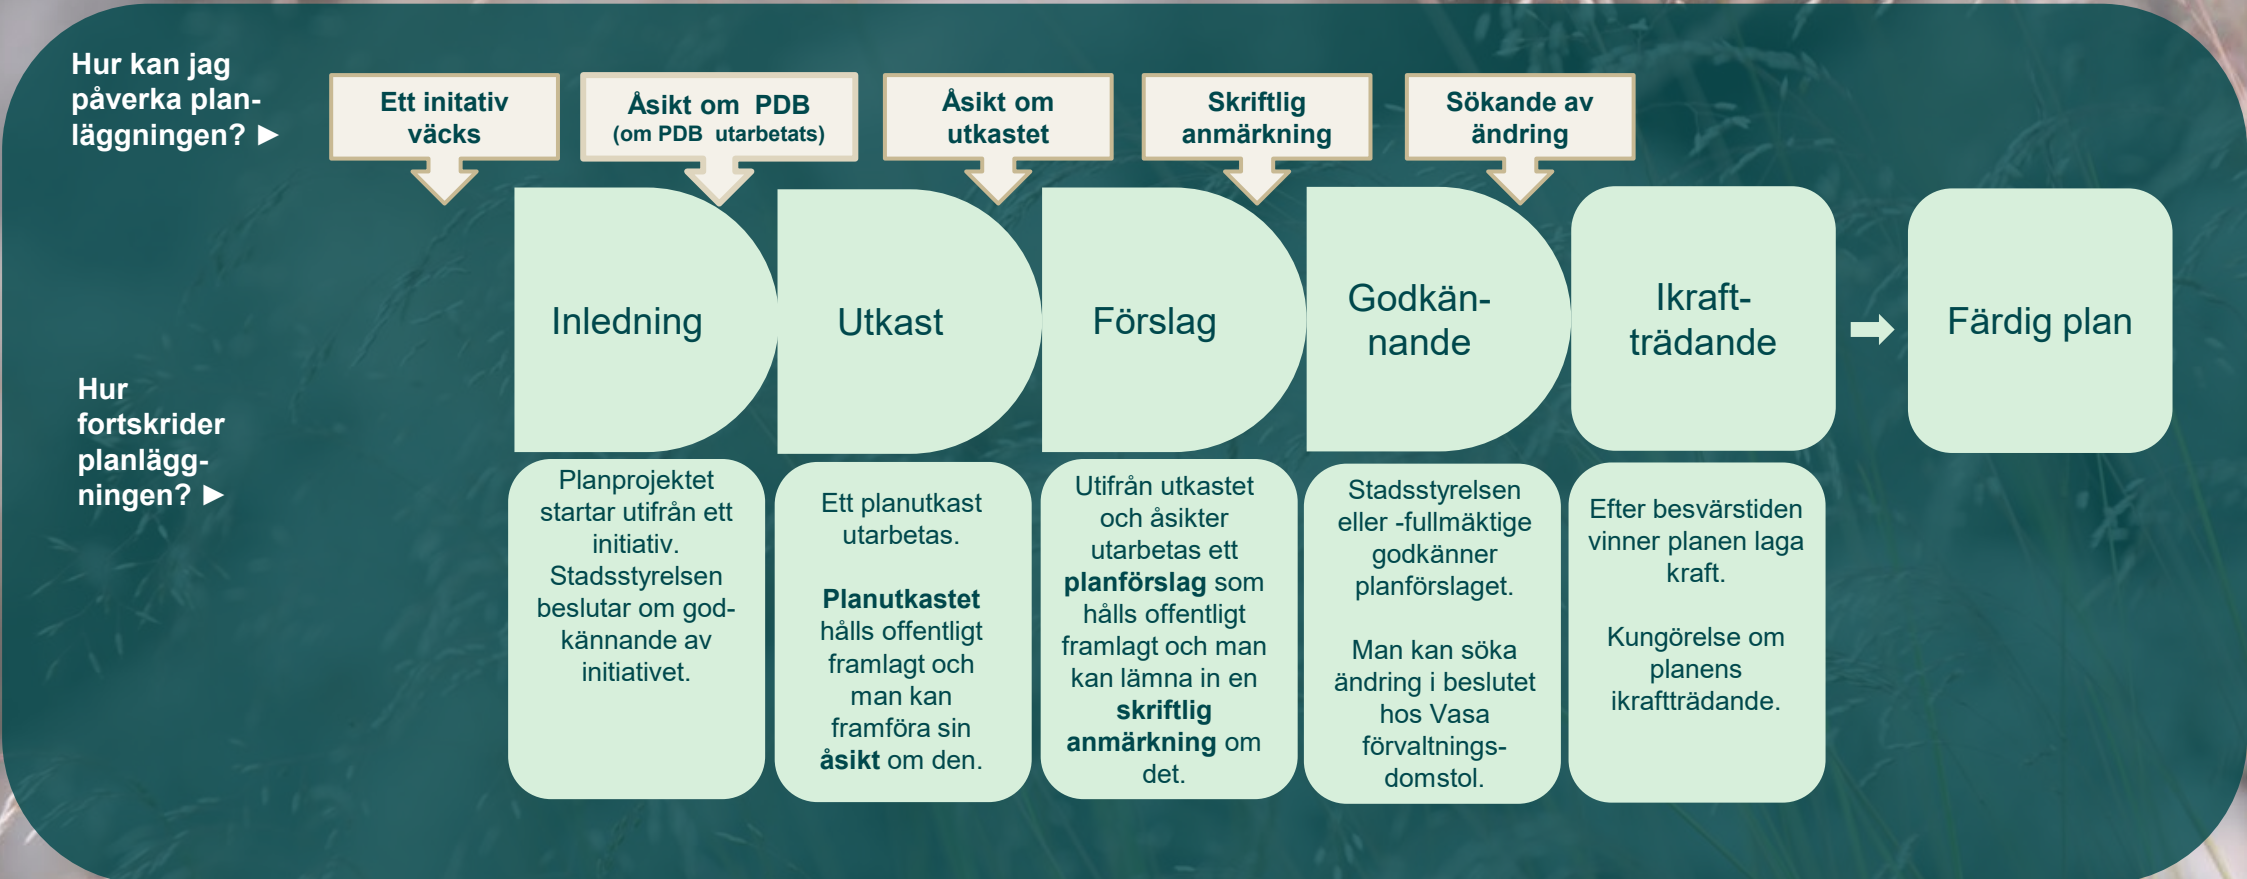 Hur kan jag
påverka plan-
läggningen? ►
Ett initativ
väcks
Åsikt om PDB
(om PDB utarbetats)
Åsikt om
utkastet
Skriftlig
anmärkning
Sökande av
ändring
Hur
fortskrider
planlägg-
ningen? ►
Inledning
Utkast
Förslag
Godkän-
nande
Ikraft-
trädande
Färdig plan
Planprojektet
startar utifrån ett
initiativ.
Stadsstyrelsen
beslutar om god-
kännande av
initiativet.
Ett planutkast
utarbetas.
Planutkastet
hålls offentligt
framlagt och
man kan
framföra sin
åsikt om den.
Utifrån utkastet
och åsikter
utarbetas ett
planförslag som
hålls offentligt
framlagt och man
kan lämna in en
skriftlig
anmärkning om
det.
Stadsstyrelsen
eller -fullmäktige
godkänner
planförslaget.
Man kan söka
ändring i beslutet
hos Vasa
förvaltnings-
domstol.
Efter besvärstiden
vinner planen laga
kraft.
Kungörelse om
planens
ikraftträdande.